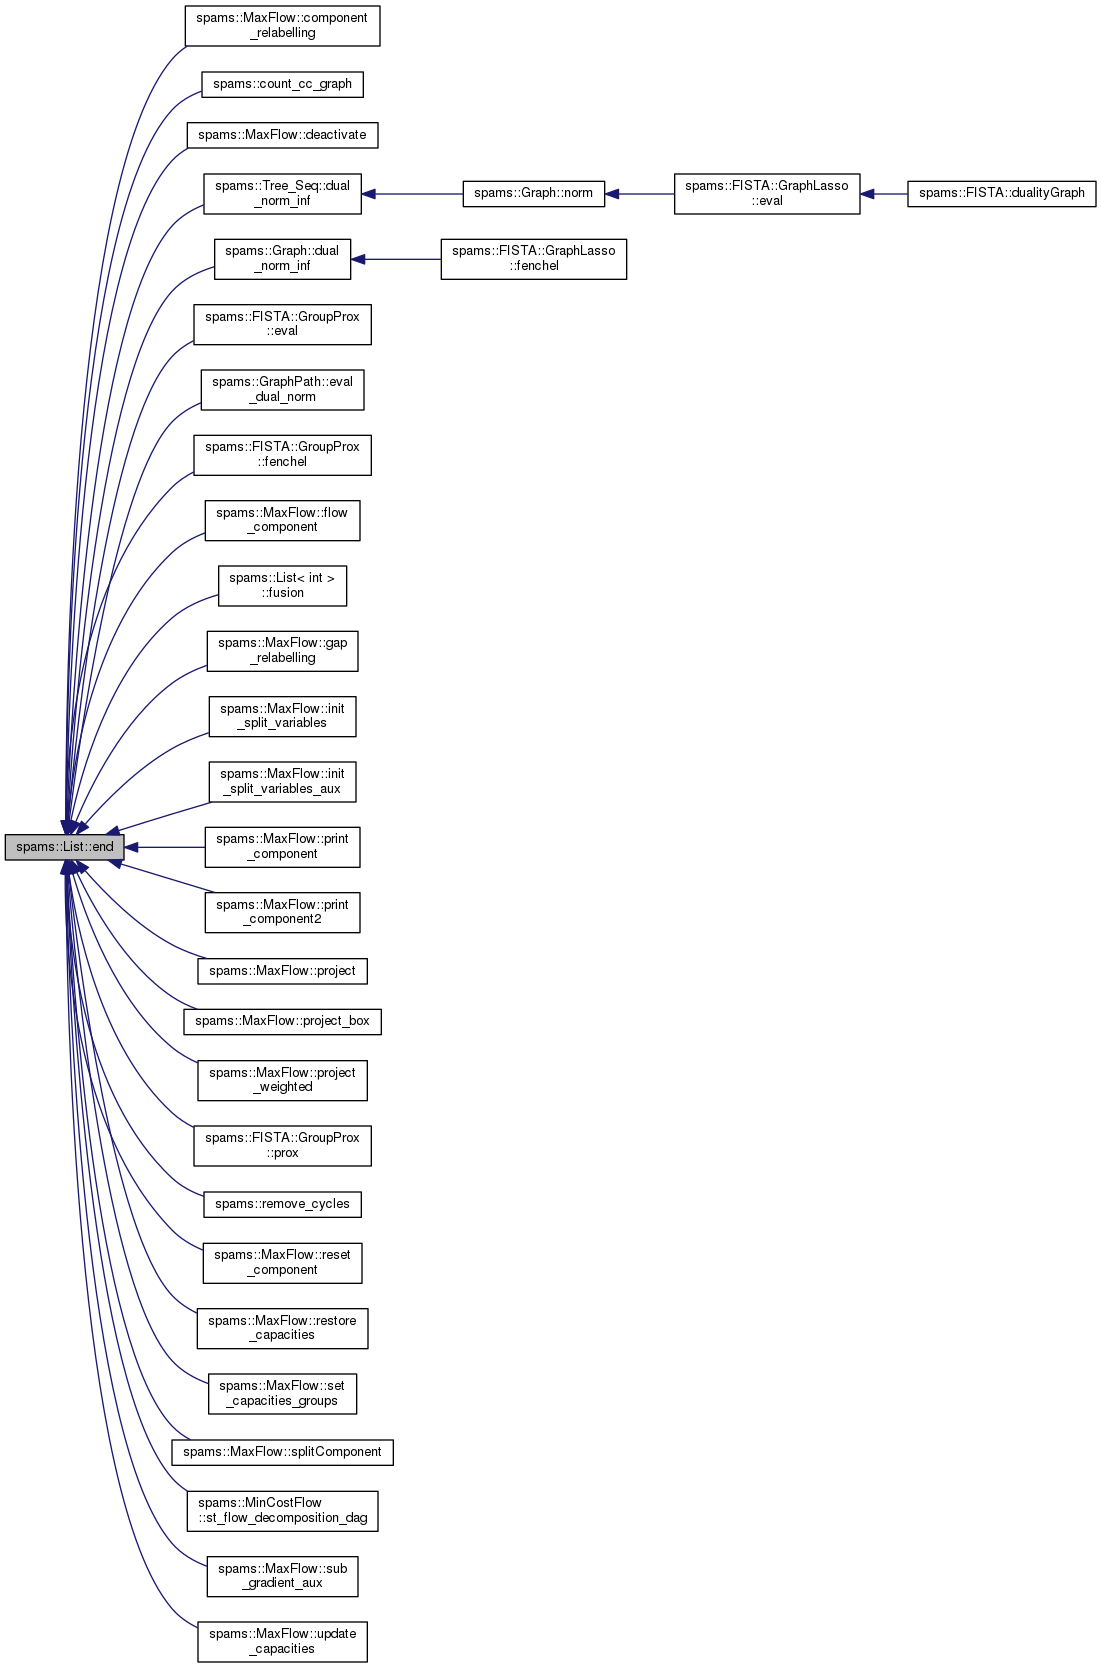 spams::MaxFlow::component
_relabelling
spams::count_cc_graph
spams::MaxFlow::deactivate
spams::Tree_Seq::dual
_norm_inf
spams::Graph::norm
spams::FISTA::GraphLasso
::eval
spams::FISTA::dualityGraph
spams::Graph::dual
_norm_inf
spams::FISTA::GraphLasso
::fenchel
spams::FISTA::GroupProx
::eval
spams::GraphPath::eval
_dual_norm
spams::FISTA::GroupProx
::fenchel
spams::MaxFlow::flow
_component
spams::List< int >
::fusion
spams::MaxFlow::gap
_relabelling
spams::MaxFlow::init
_split_variables
spams::MaxFlow::init
_split_variables_aux
spams::List::end
spams::MaxFlow::print
_component
spams::MaxFlow::print
_component2
spams::MaxFlow::project
spams::MaxFlow::project_box
spams::MaxFlow::project
_weighted
spams::FISTA::GroupProx
::prox
spams::remove_cycles
spams::MaxFlow::reset
_component
spams::MaxFlow::restore
_capacities
spams::MaxFlow::set
_capacities_groups
spams::MaxFlow::splitComponent
spams::MinCostFlow
::st_flow_decomposition_dag
spams::MaxFlow::sub
_gradient_aux
spams::MaxFlow::update
_capacities